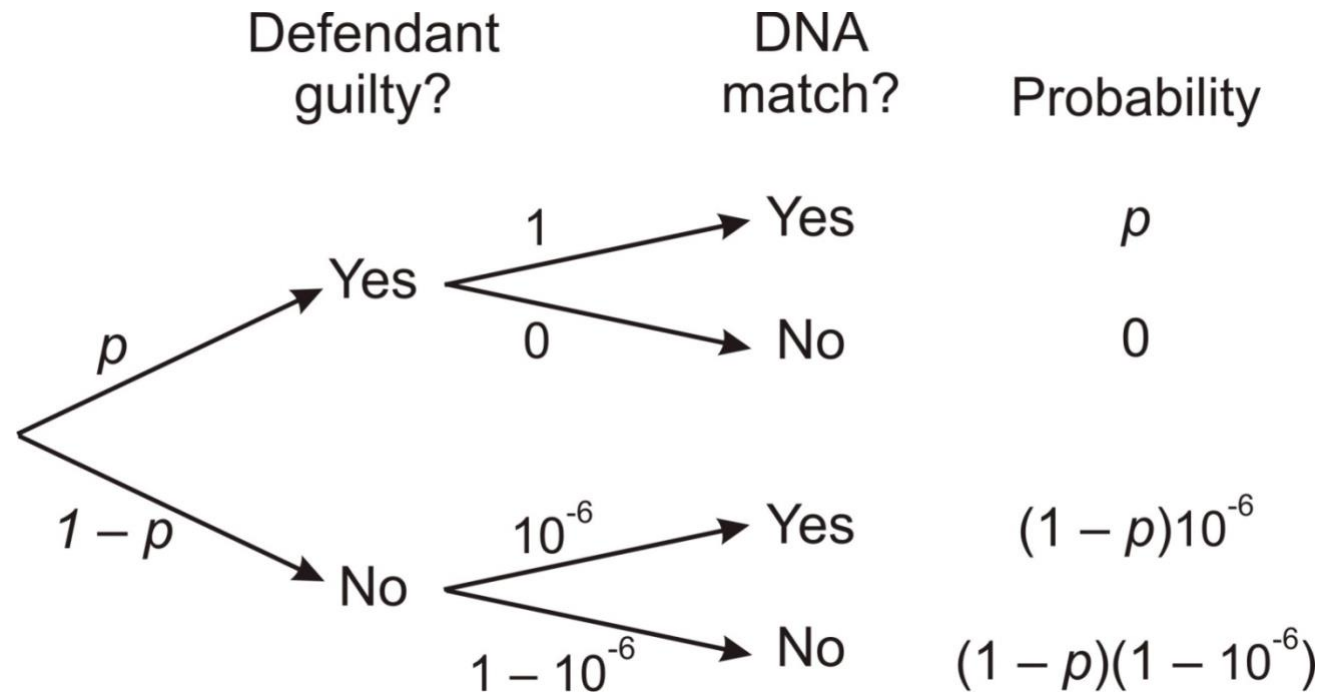 Defendant guilty?
DNA match?
Probability
p
1 – p
Yes
No
1
0
10⁻⁶
1 – 10⁻⁶
Yes p
No 0
Yes (1 – p)10⁻⁶
No (1 – p)(1 – 10⁻⁶)